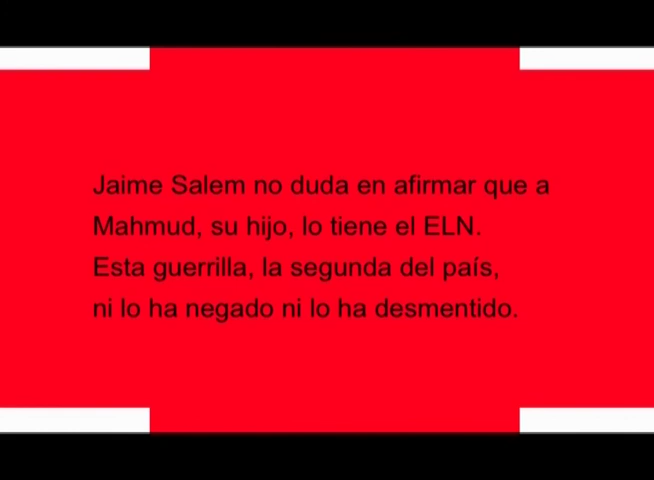 Jaime Salem no duda en afirmar que a
Mahmud, su hijo, lo tiene el ELN.
Esta guerrilla, la segunda del país,
ni lo ha negado ni lo ha desmentido.